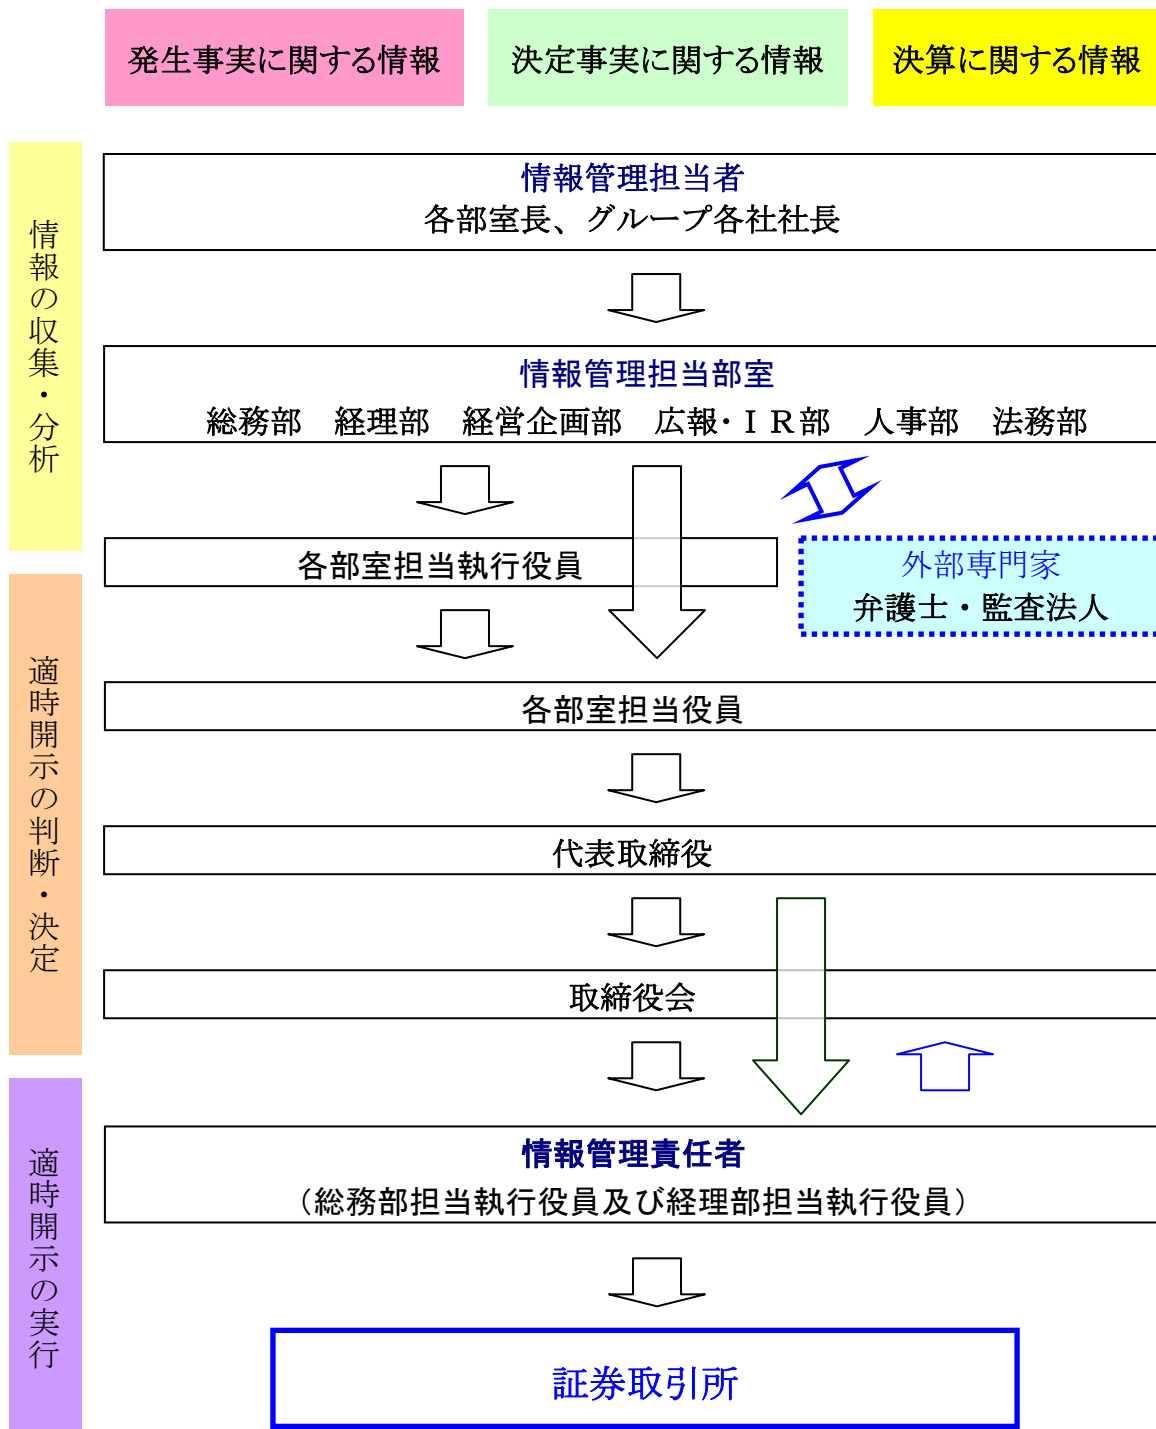 発生事実に関する情報
決定事実に関する情報
決算に関する情報
情報の収集・分析
情報管理担当者
各部室長、グループ各社社長
情報管理担当部室
総務部　経理部　経営企画部　広報・ＩＲ部　人事部　法務部
各部室担当執行役員
外部専門家
弁護士・監査法人
適時開示の判断・決定
各部室担当役員
代表取締役
取締役会
適時開示の実行
情報管理責任者
（総務部担当執行役員及び経理部担当執行役員）
証券取引所